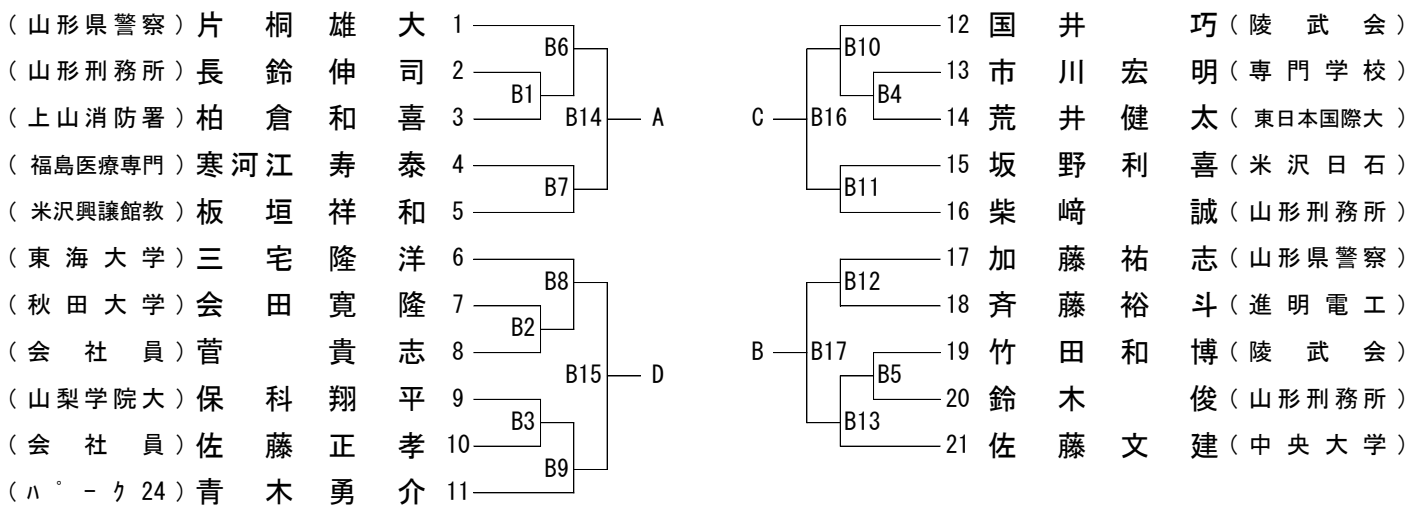 (山形県警察) 片桐雄大 1
(山形刑務所) 長鈴伸司 2
(上山消防署) 柏倉和喜 3
(福島医療専門) 寒河江寿泰 4
(米沢興譲館教) 板垣祥和 5
(東海大学) 三宅隆洋 6
(秋田大学) 会田寛隆 7
(会社員) 菅貴志 8
(山梨学院大) 保科翔平 9
(会社員) 佐藤正孝 10
(パーク24) 青木勇介 11
B6
B1
B14
A
B7
B8
B2
B15
D
B3
B9
12 国井巧 (陵武会)
13 市川宏明 (専門学校)
14 荒井健太 (東日本国際大)
15 坂野利喜 (米沢日石)
16 柴﨑誠 (山形刑務所)
17 加藤祐志 (山形県警察)
18 斉藤裕斗 (進明電工)
19 竹田和博 (陵武会)
20 鈴木俊 (山形刑務所)
21 佐藤文建 (中央大学)
B10
B4
C
B16
B11
B12
B
B17
B5
B13